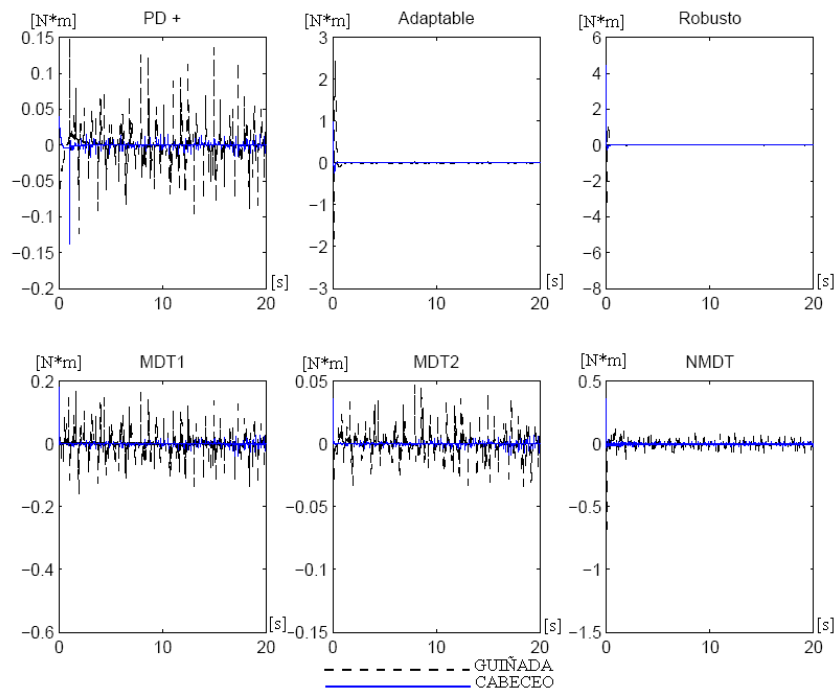 [N*m] PD + [N*m] Adaptable [N*m] Robusto
0.15 3 6
0.1 2 4
0.05 1 2
0 0 0
−0.05 −1 −2
−0.1 −4
−0.15 −2 −6
−0.2 −3 −8
[s] [s] [s]
0 10 20 0 10 20 0 10 20
[N*m] MDT1 [N*m] MDT2 [N*m] NMDT
0.2 0.05 0.5
0 0 0
−0.2 −0.05 −0.5
−0.4 −0.1 −1
−0.6 −0.15 −1.5
[s] [s] [s]
0 10 20 0 10 20 0 10 20
GUIÑADA
CABECEO